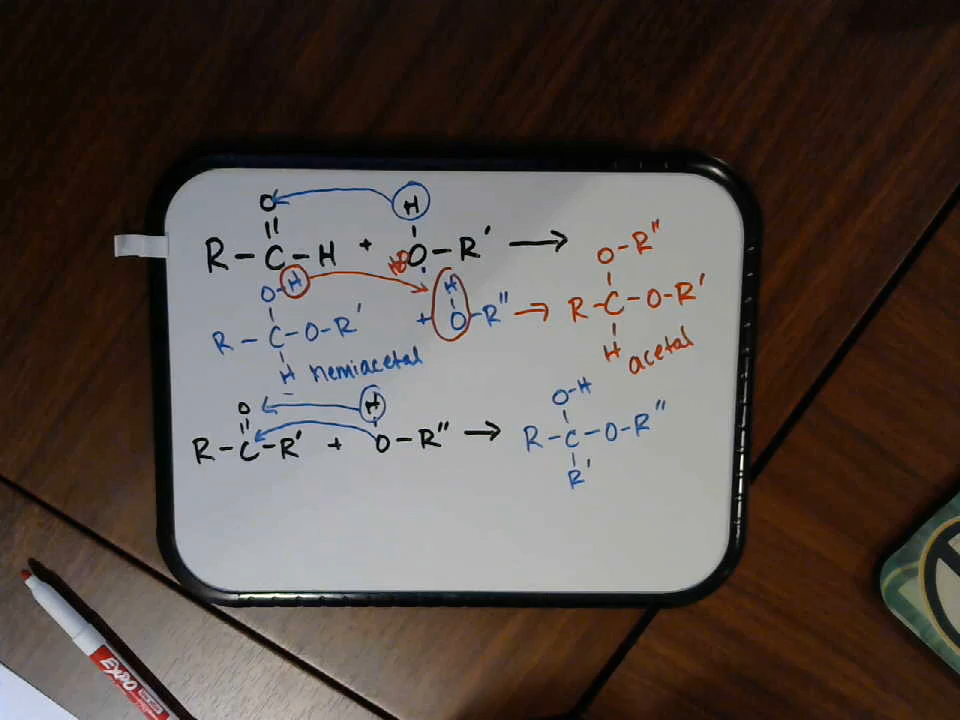 O H
||
R-C-H + O-R' →
O-H H O-R"
R-C-O-R' + O-R" → R-C-O-R'
H hemiacetal H acetal
O H O-H
R-C-R' + O-R" → R-C-O-R"
R'
EXPO